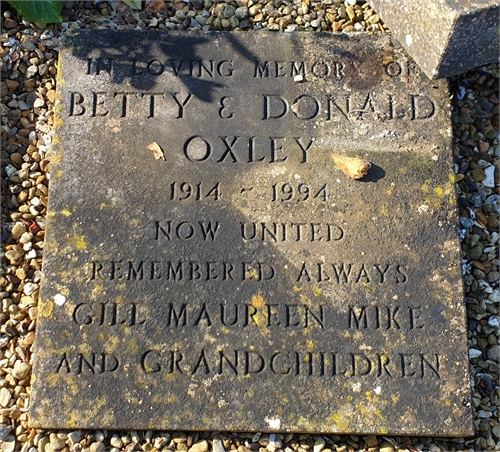 IN LOVING MEMORY OF
BETTY & DONALD
OXLEY
1914 ~ 1994
NOW UNITED
REMEMBERED ALWAYS
GILL MAUREEN MIKE
AND GRANDCHILDREN